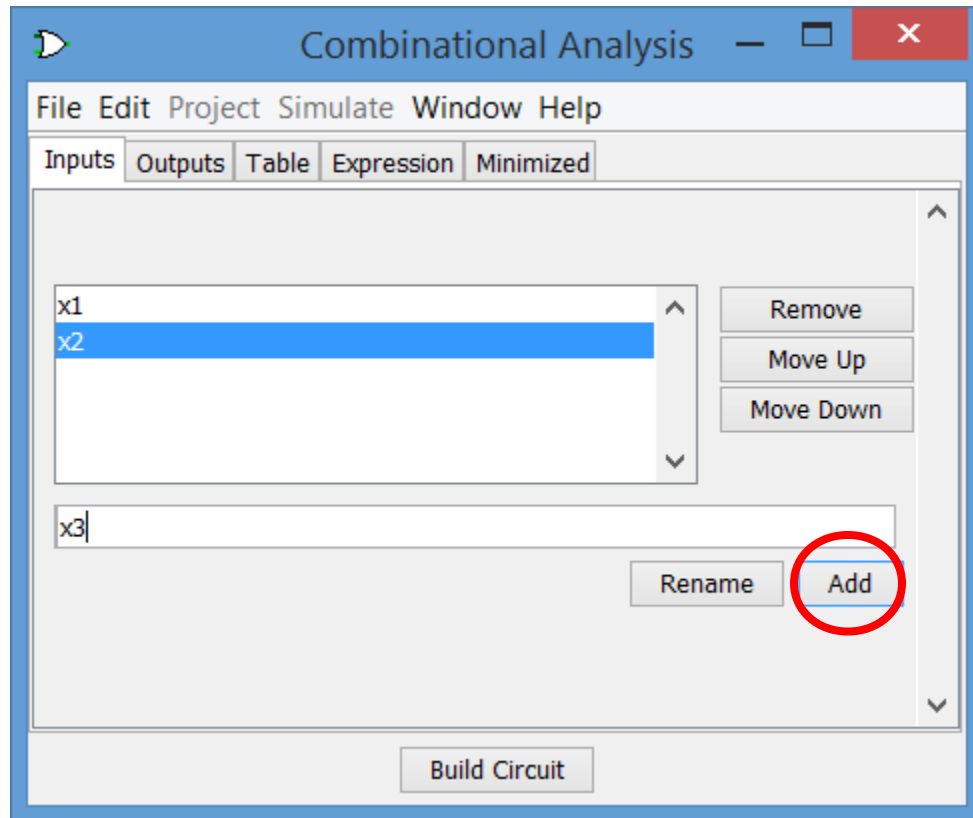 Combinational Analysis
File Edit Project Simulate Window Help
Inputs Outputs Table Expression Minimized
x1
x2
Remove
Move Up
Move Down
x3
Rename Add
Build Circuit